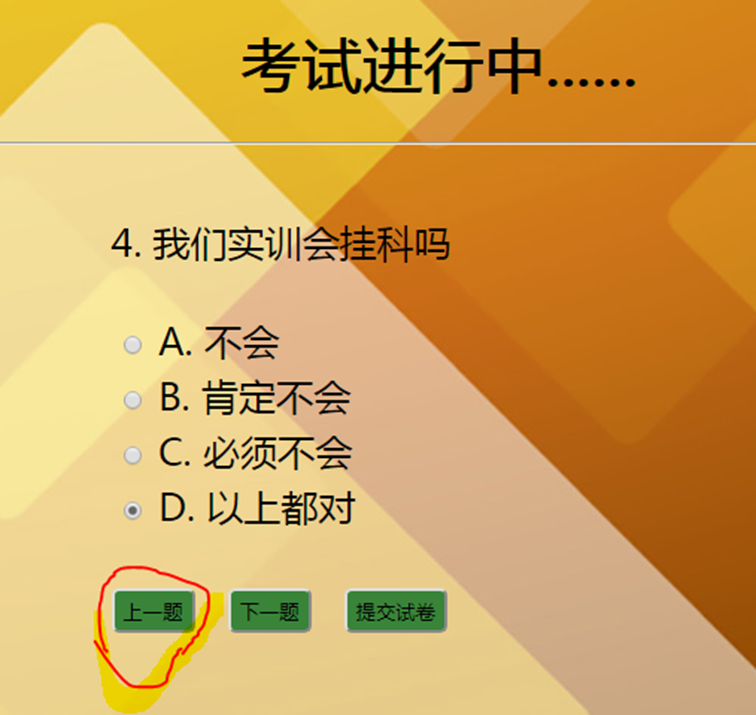 考试进行中......
4. 我们实训会挂科吗
A. 不会
B. 肯定不会
C. 必须不会
D. 以上都对
上一题 下一题 提交试卷